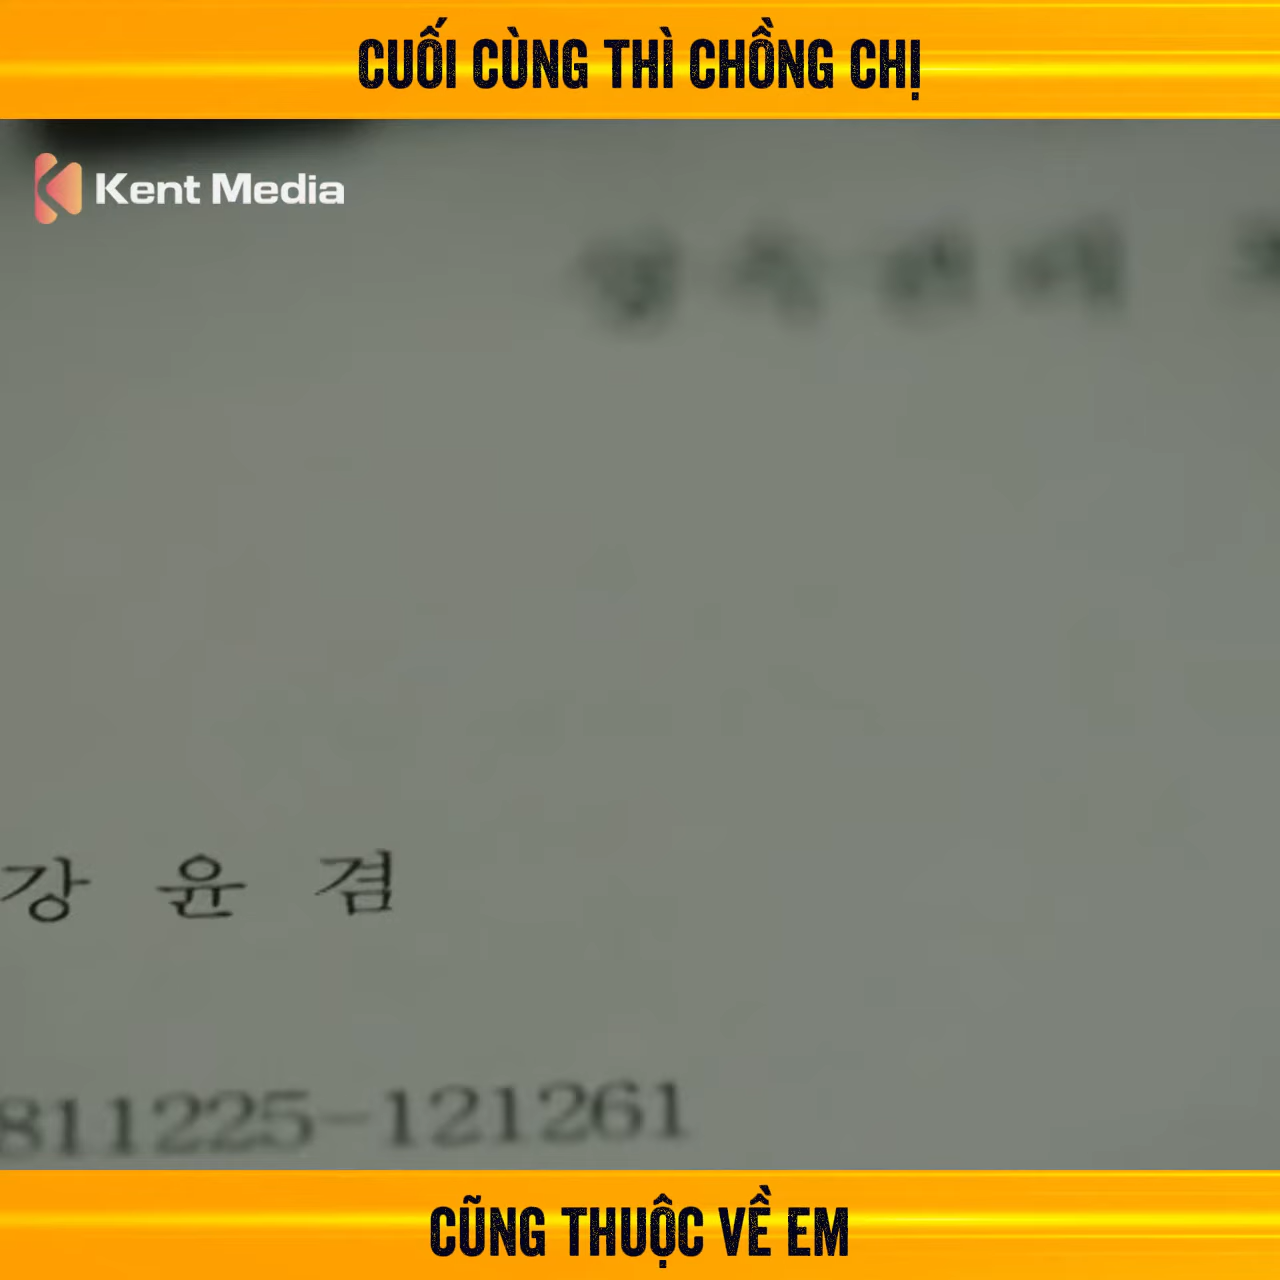 CUỐI CÙNG THÌ CHỒNG CHỊ
Kent Media
강 윤 겸
811225-121261
CŨNG THUỘC VỀ EM